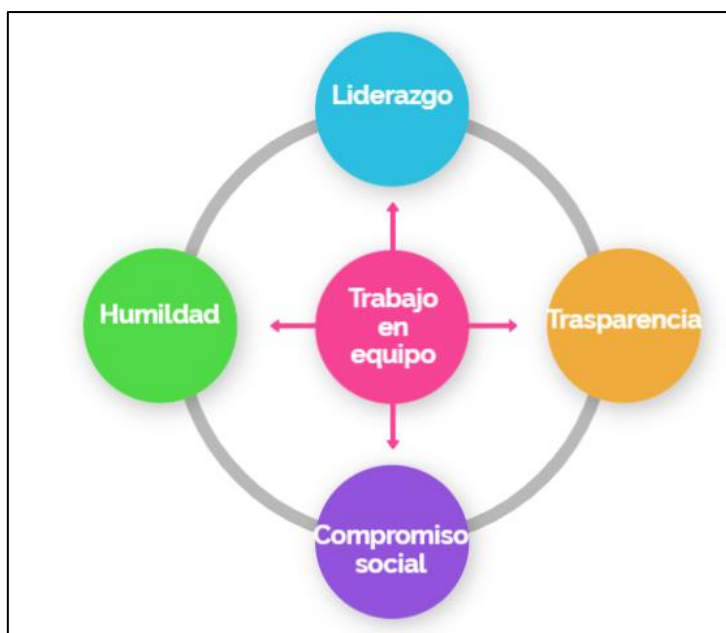 Liderazgo
Humildad
Trabajo
en
equipo
Trasparencia
Compromiso
social